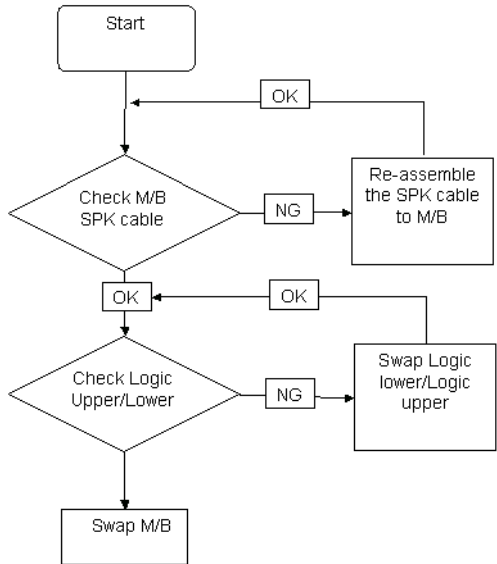 Start
OK
Check M/B
SPK cable
NG
Re-assemble
the SPK cable
to M/B
OK
OK
Check Logic
Upper/Lower
NG
Swap Logic
lower/Logic
upper
Swap M/B